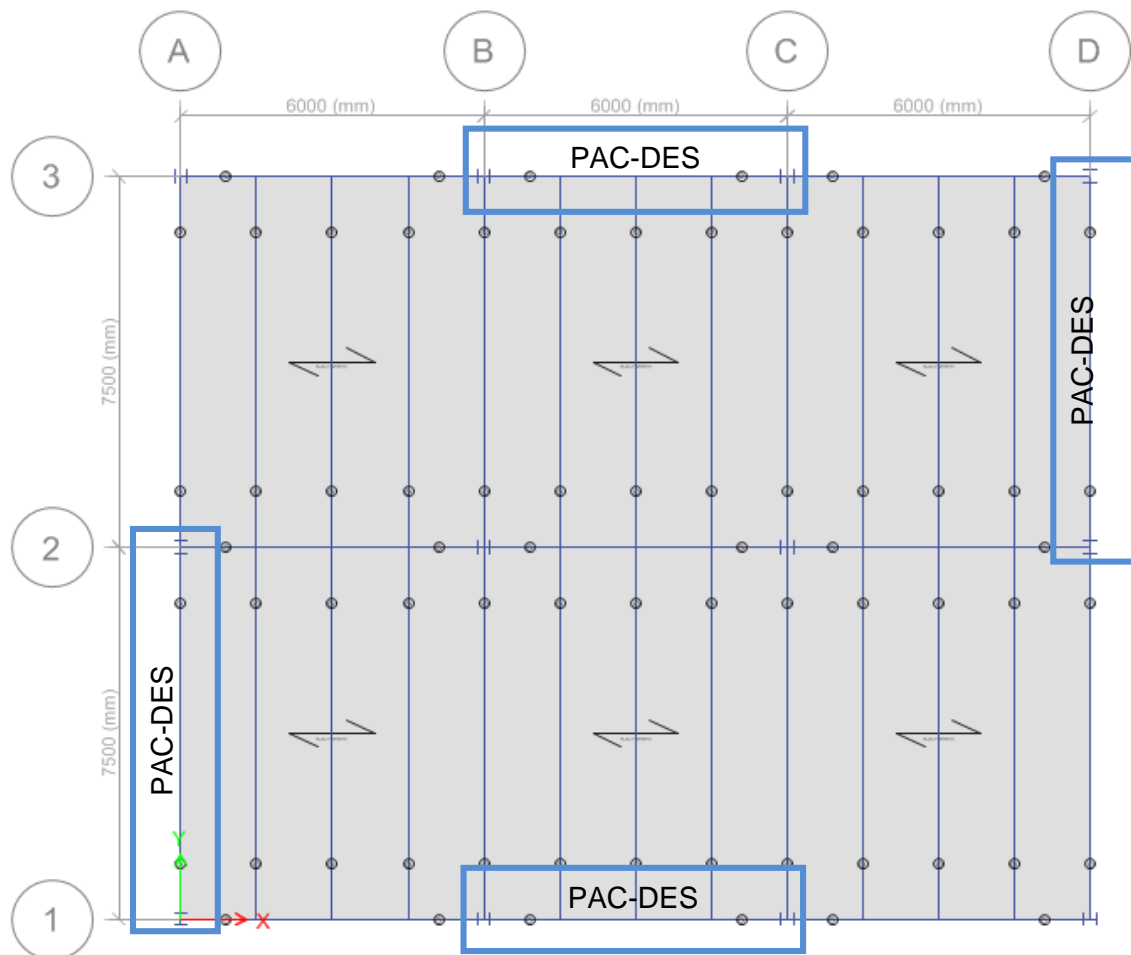 A
B
C
D
6000 (mm)
6000 (mm)
6000 (mm)
3
PAC-DES
PAC-DES
7500 (mm)
2
PAC-DES
7500 (mm)
PAC-DES
Y
1
X